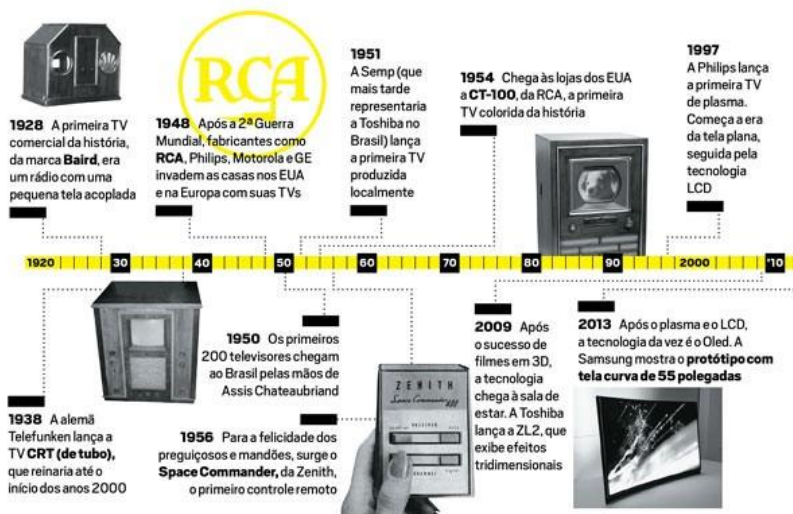 RCA
1928 A primeira TV
comercial da história,
da marca Baird, era
um rádio com uma
pequena tela acoplada
1948 Após a 2ª Guerra
Mundial, fabricantes como
RCA, Philips, Motorola e GE
invadem as casas nos EUA
e na Europa com suas TVs
1951
A Semp (que
mais tarde
representaria
a Toshiba no
Brasil) lança
a primeira TV
produzida
localmente
1954 Chega às lojas dos EUA
a CT-100, da RCA, a primeira
TV colorida da história
1997
A Philips lança
a primeira TV
de plasma.
Começa a era
da tela plana,
seguida pela
tecnologia
LCD
1920 30 40 50 60 70 80 90 2000 '10
1938 A alemã
Telefunken lança a
TV CRT (de tubo),
que reinaria até o
início dos anos 2000
1950 Os primeiros
200 televisores chegam
ao Brasil pelas mãos de
Assis Chateaubriand
1956 Para a felicidade dos
preguiçosos e mandões, surge o
Space Commander, da Zenith,
o primeiro controle remoto
ZENITH
Space Commander
2009 Após
o sucesso de
filmes em 3D,
a tecnologia
chega à sala de
estar. A Toshiba
lança a ZL2, que
exibe efeitos
tridimensionais
2013 Após o plasma e o LCD,
a tecnologia da vez é o Oled. A
Samsung mostra o protótipo com
tela curva de 55 polegadas